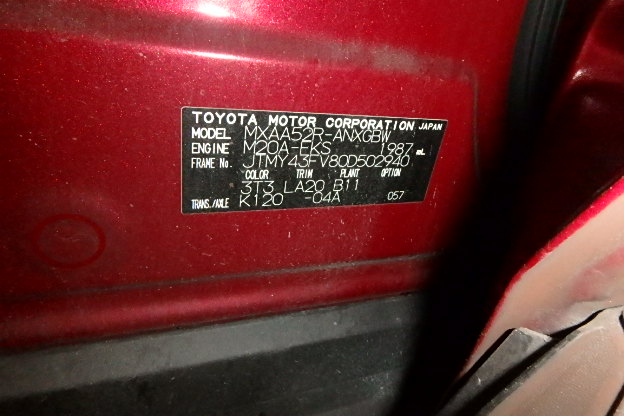 TOYOTA MOTOR CORPORATION JAPAN
MODEL MXAA52R-ANXGBW
ENGINE M20A-FKS 1987 mL
FRAME No. JTMY43FV80D502940
COLOR TRIM PLANT OPTION
3T3 LA20 B11
TRANS./AXLE K120 -04A 057